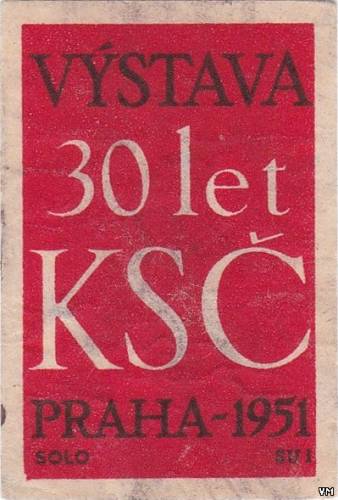 VÝSTAVA
30 let
KSČ
PRAHA-1951
SOLO SU 1.
VM